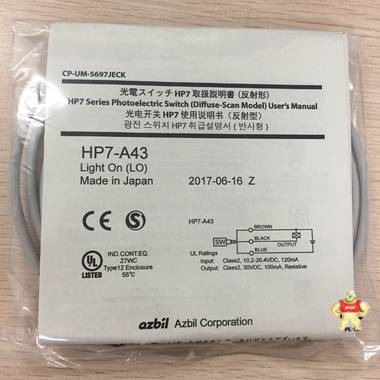 CP-UM-5697JECK
光電スイッチ HP7 取扱説明書 (反射形)
HP7 Series Photoelectric Switch (Diffuse-Scan Model) User's Manual
光电开关 HP7 使用说明书 (反射型)
광전 스위치 HP7 취급설명서 ( 반사형 )
HP7-A43
Light On (LO)
Made in Japan
2017-06-16 Z
HP7-A43
BROWN
BLACK
BLUE
OUTPUT
SW
CE
UL
LISTED
IND.CONT.EQ.
27WC
Type12 Enclosure
55℃
UL Ratings
Input: Class2, 10.2-26.4VDC, 120mA
Output: Class2, 30VDC, 100mA, Resistive
azbil Azbil Corporation